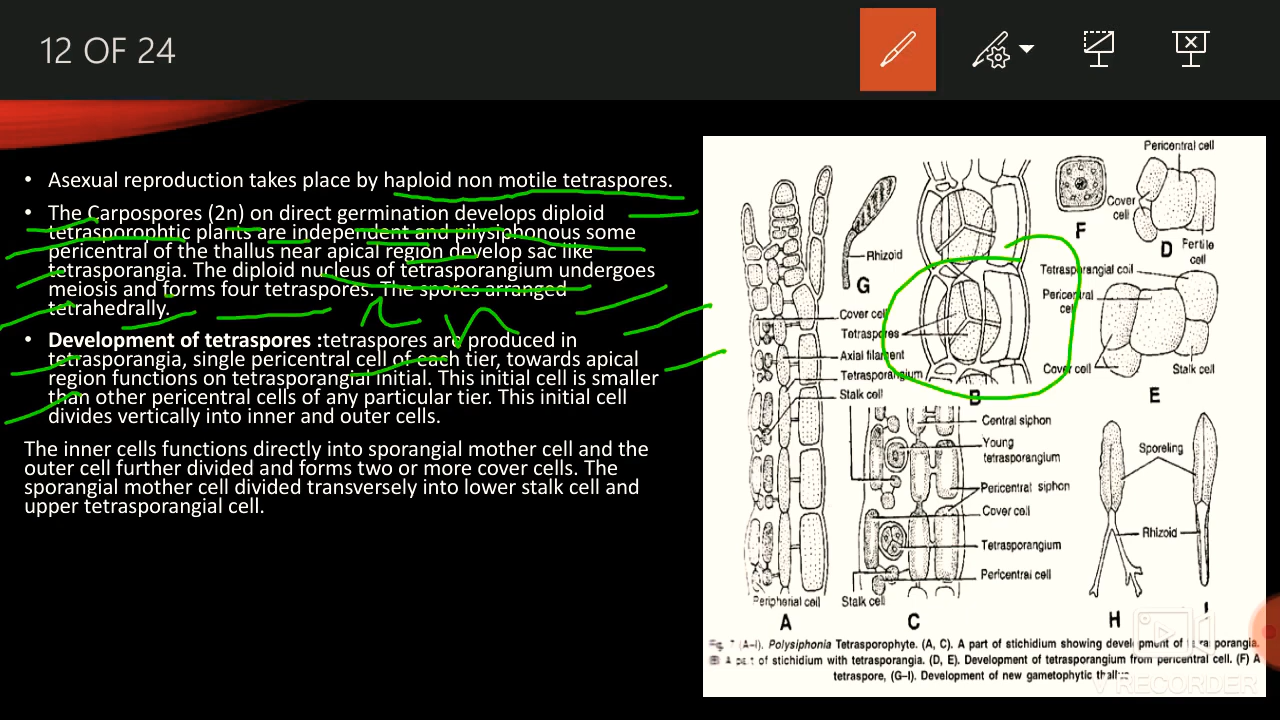 12 OF 24
• Asexual reproduction takes place by haploid non motile tetraspores.
• The Carpospores (2n) on direct germination develops diploid
tetrasporophtic plants are independent and pilysiphonous some
pericentral of the thallus near apical region develop sac like
tetrasporangia. The diploid nucleus of tetrasporangium undergoes
meiosis and forms four tetraspores. The spores arranged
tetrahedrally.
• Development of tetraspores :tetraspores are produced in
tetrasporangia, single pericentral cell of each tier, towards apical
region functions on tetrasporangial initial. This initial cell is smaller
than other pericentral cells of any particular tier. This initial cell
divides vertically into inner and outer cells.
The inner cells functions directly into sporangial mother cell and the
outer cell further divided and forms two or more cover cells. The
sporangial mother cell divided transversely into lower stalk cell and
upper tetrasporangial cell.
Rhizoid
G
Cover cell
Tetraspores
Axial filament
Tetrasporangium
Stalk cell
Peripherial cell
A
B
Central siphon
Young
tetrasporangium
Pericentral siphon
Cover cell
Tetrasporangium
Pericentral cell
Stalk cell
C
F
Pericentral cell
Cover
cell
D
Fertile
cell
Tetrasporangial coil
Pericentral
cell
Cover cell
Stalk cell
E
Sporeling
Rhizoid
H
I
(A–I). Polysiphonia Tetrasporophyte. (A, C). A part of stichidium showing development of tetrasporangia.
of stichidium with tetrasporangia. (D, E). Development of tetrasporangium from pericentral cell. (F) A
tetraspore, (G–I). Development of new gametophytic
V RECORDER